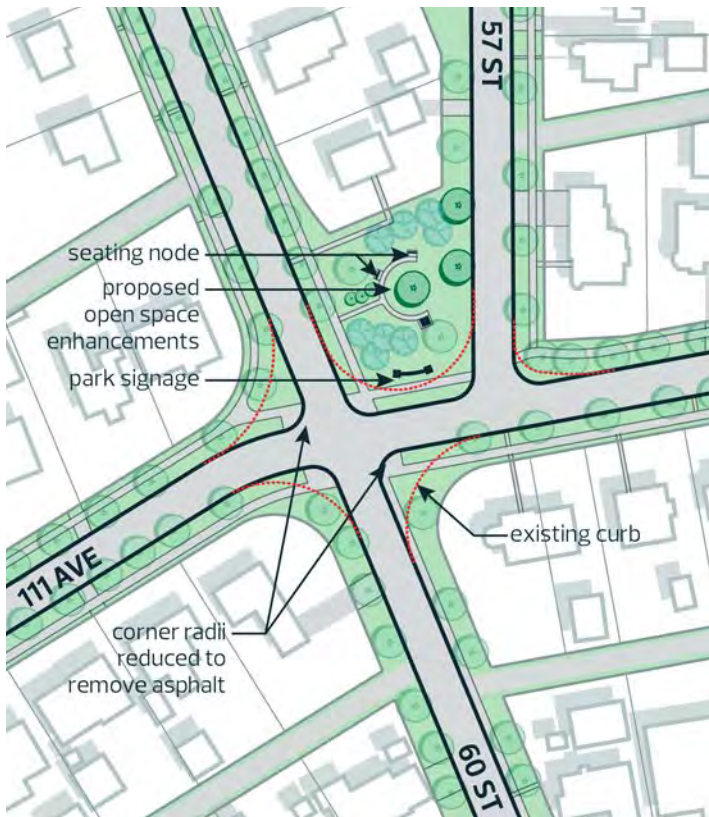 57 ST
seating node
proposed
open space
enhancements
park signage
existing curb
111 AVE
corner radii
reduced to
remove asphalt
60 ST